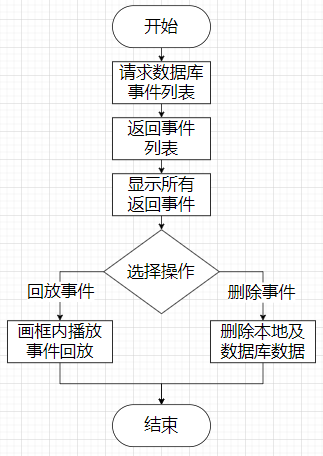 开始
请求数据库
事件列表
返回事件
列表
显示所有
返回事件
选择操作
回放事件
删除事件
画框内播放
事件回放
删除本地及
数据库数据
结束